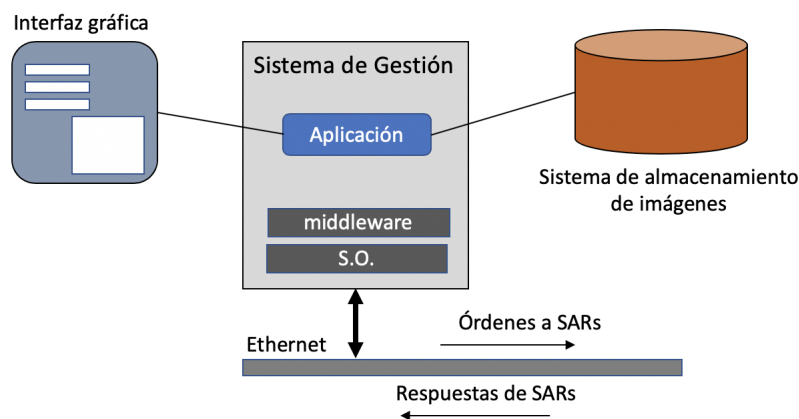 Interfaz gráfica
Sistema de Gestión
Aplicación
Sistema de almacenamiento
de imágenes
middleware
S.O.
Órdenes a SARs
Ethernet
Respuestas de SARs